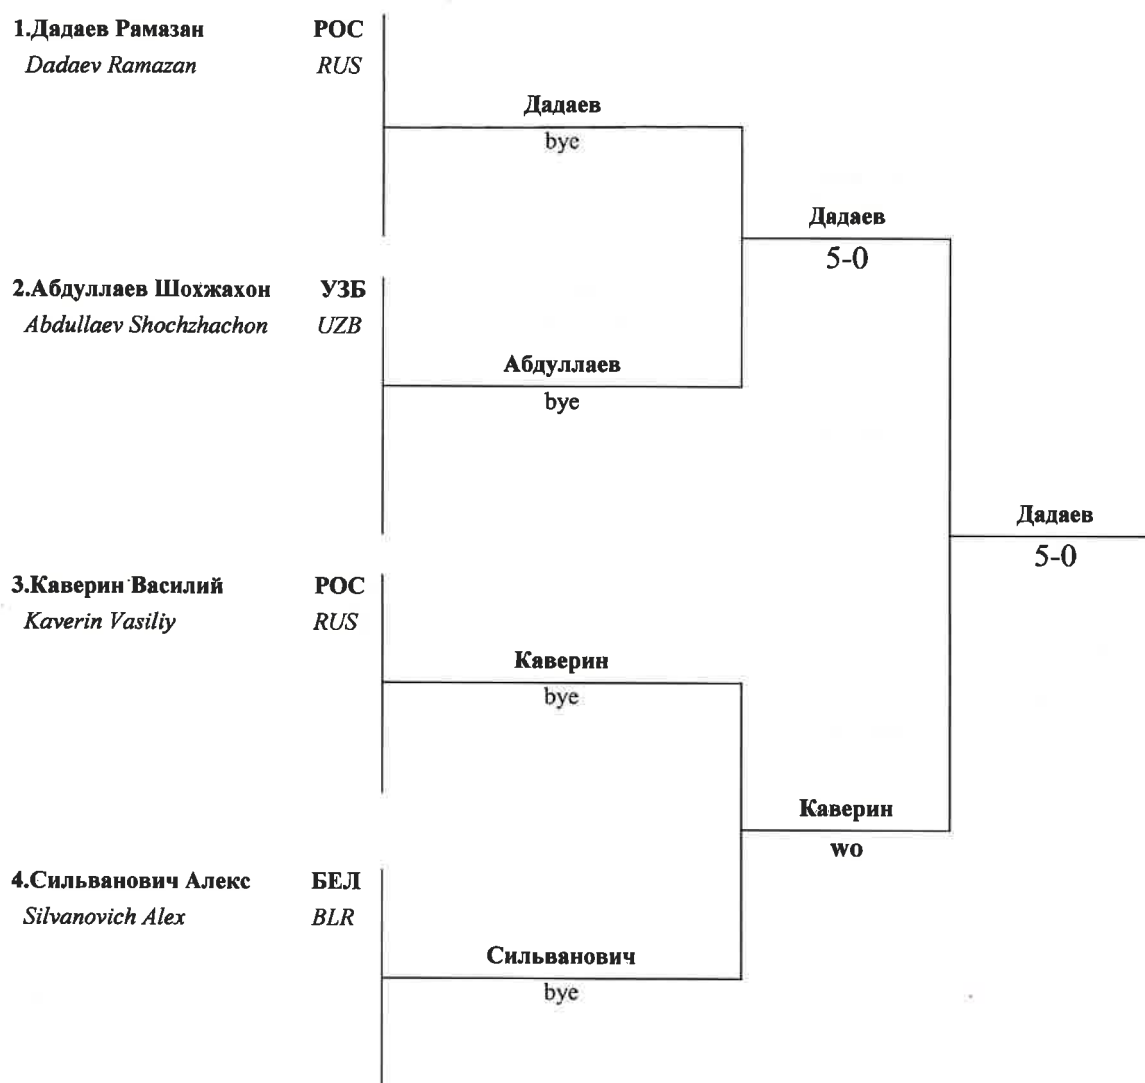 1.Дадаев Рамазан РОС
Dadaev Ramazan RUS
Дадаев
bye
Дадаев
5-0
2.Абдуллаев Шохжахон УЗБ
Abdullaev Shochzhachon UZB
Абдуллаев
bye
Дадаев
5-0
3.Каверин Василий РОС
Kaverin Vasiliy RUS
Каверин
bye
Каверин
wo
4.Сильванович Алекс БЕЛ
Silvanovich Alex BLR
Сильванович
bye